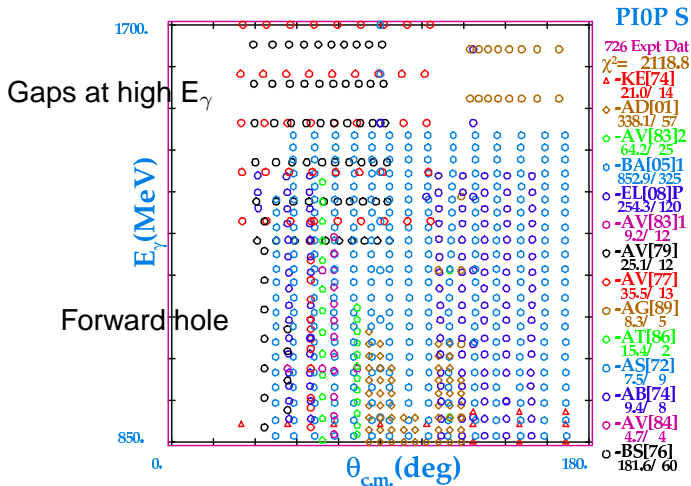 PI0P S
1700.
726 Expt Dat
χ²= 2118.8
Gaps at high Eγ
-KE[74]
21.0/ 14
-AD(01)
338.1/ 57
-AV(83)2
64.2/ 25
-BA[05]1
852.9/ 325
-EL[08]P
254.3/ 120
-AV[83]1
9.2/ 12
-AV[79]
25.1/ 12
-AV[77]
35.5/ 13
-AG[89]
8.3/ 5
-AT[86]
15.4/ 2
-AS[72]
7.5/ 9
-AB[74]
9.4/ 8
-AV[84]
4.7/ 4
-BS[76]
181.6/ 60
Eγ(MeV)
Forward hole
850.
0.
θc.m.(deg)
180.